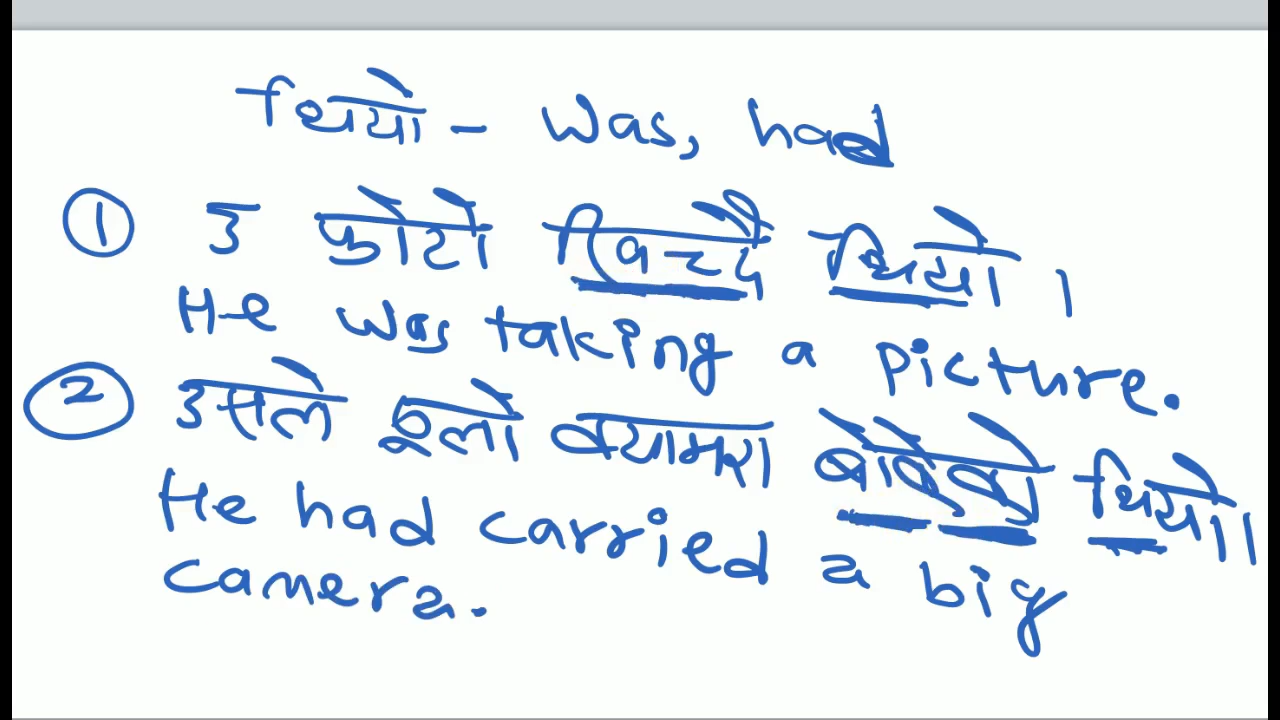 थियो - was, had
① उ फोटो खिच्दै थियो ।
He was taking a picture.
② उसले ठूलो क्यामरा बोकेको थियो ।
He had carried a big
camera.